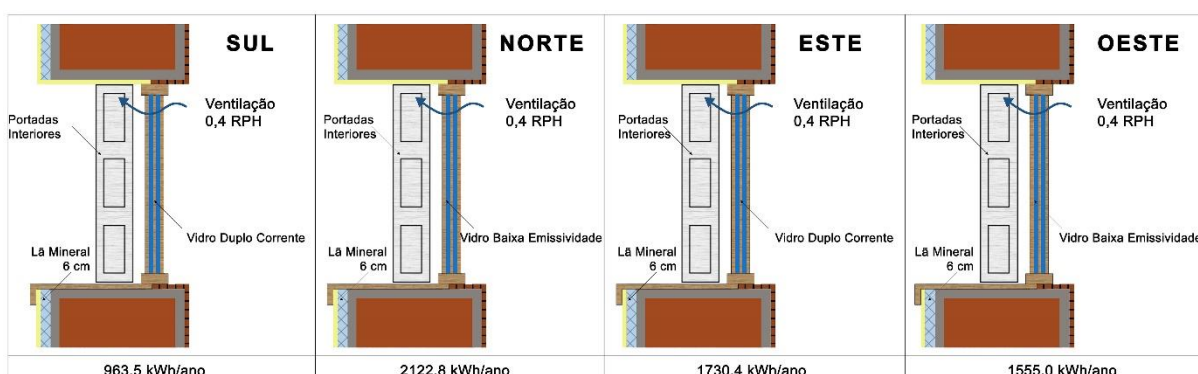 SUL
Ventilação
0,4 RPH
Portadas
Interiores
Vidro Duplo Corrente
Lã Mineral
6 cm
963.5 kWh/ano
NORTE
Ventilação
0,4 RPH
Portadas
Interiores
Vidro Baixa Emissividade
Lã Mineral
6 cm
2122.8 kWh/ano
ESTE
Ventilação
0,4 RPH
Portadas
Interiores
Vidro Duplo Corrente
Lã Mineral
6 cm
1730.4 kWh/ano
OESTE
Ventilação
0,4 RPH
Portadas
Interiores
Vidro Baixa Emissividade
Lã Mineral
6 cm
1555.0 kWh/ano